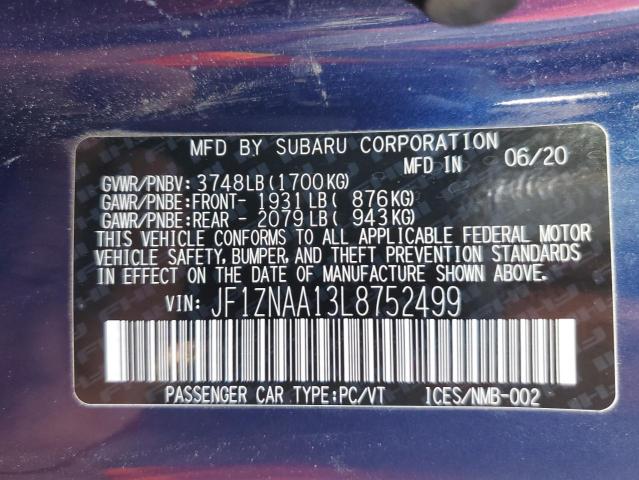 MFD BY SUBARU CORPORATION
MFD IN 06/20
GVWR/PNBV: 3748LB(1700KG)
GAWR/PNBE:FRONT- 1931LB( 876KG)
GAWR/PNBE:REAR - 2079LB( 943KG)
THIS VEHICLE CONFORMS TO ALL APPLICABLE FEDERAL MOTOR
VEHICLE SAFETY, BUMPER, AND THEFT PREVENTION STANDARDS
IN EFFECT ON THE DATE OF MANUFACTURE SHOWN ABOVE.
VIN: JF1ZNAA13L8752499
PASSENGER CAR TYPE:PC/VT ICES/NMB-002